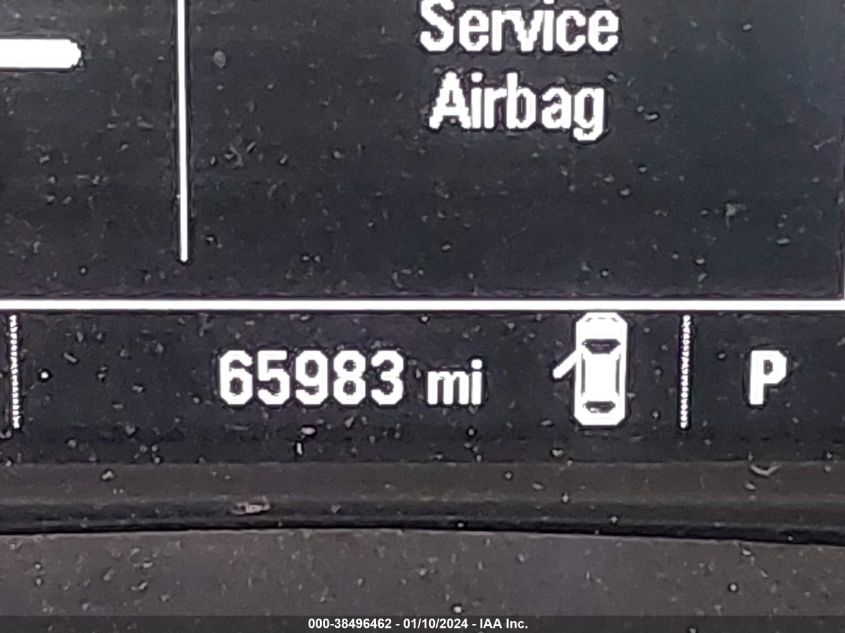 Service
Airbag
65983 mi
P
000-38496462 - 01/10/2024 - IAA Inc.